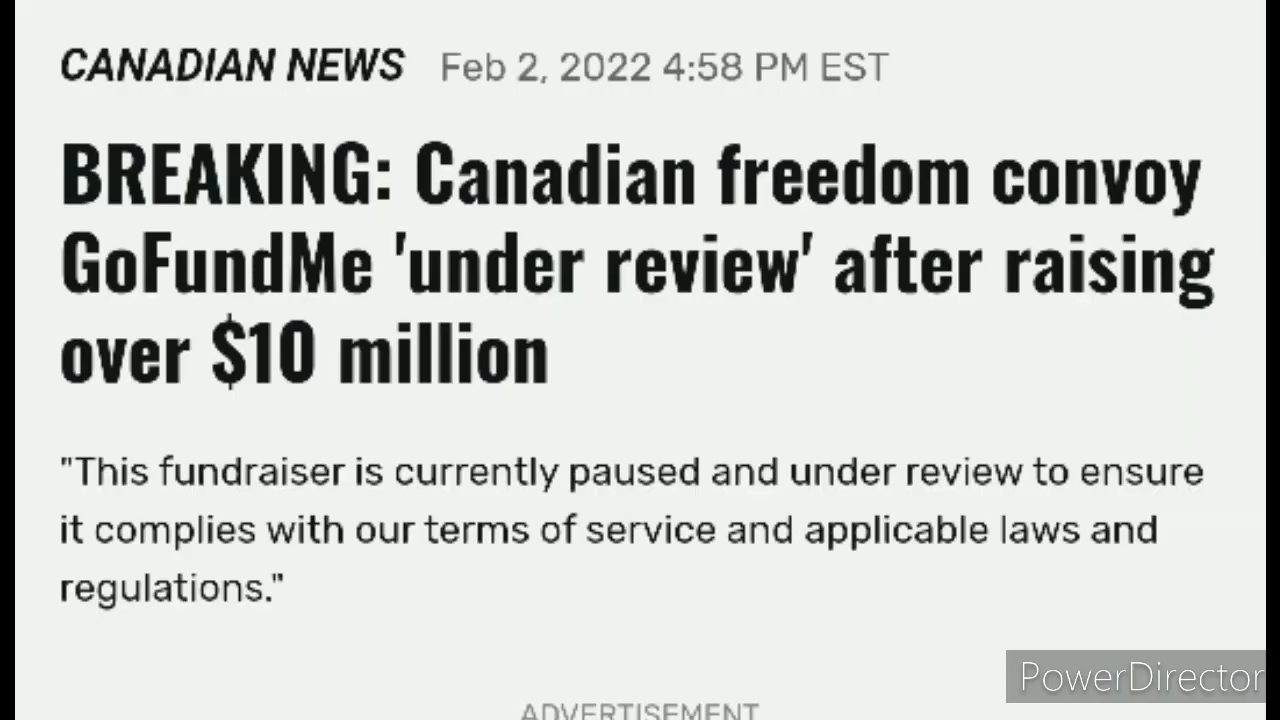 CANADIAN NEWS Feb 2, 2022 4:58 PM EST
BREAKING: Canadian freedom convoy
GoFundMe 'under review' after raising
over $10 million
"This fundraiser is currently paused and under review to ensure
it complies with our terms of service and applicable laws and
regulations."
PowerDirector
ADVERTISEMENT